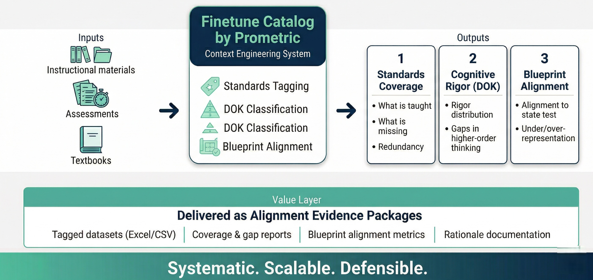 Inputs
Instructional materials
Assessments
Textbooks
Finetune Catalog
by Prometric
Context Engineering System
Standards Tagging
DOK Classification
DOK Classification
Blueprint Alignment
Outputs
1
Standards
Coverage
• What is taught
• What is
missing
• Redundancy
2
Cognitive
Rigor (DOK)
• Rigor
distribution
• Gaps in
higher-order
thinking
3
Blueprint
Alignment
• Alignment to
state test
• Under/over-
representation
Value Layer
Delivered as Alignment Evidence Packages
Tagged datasets (Excel/CSV)
Coverage & gap reports
Blueprint alignment metrics
Rationale documentation
Systematic. Scalable. Defensible.